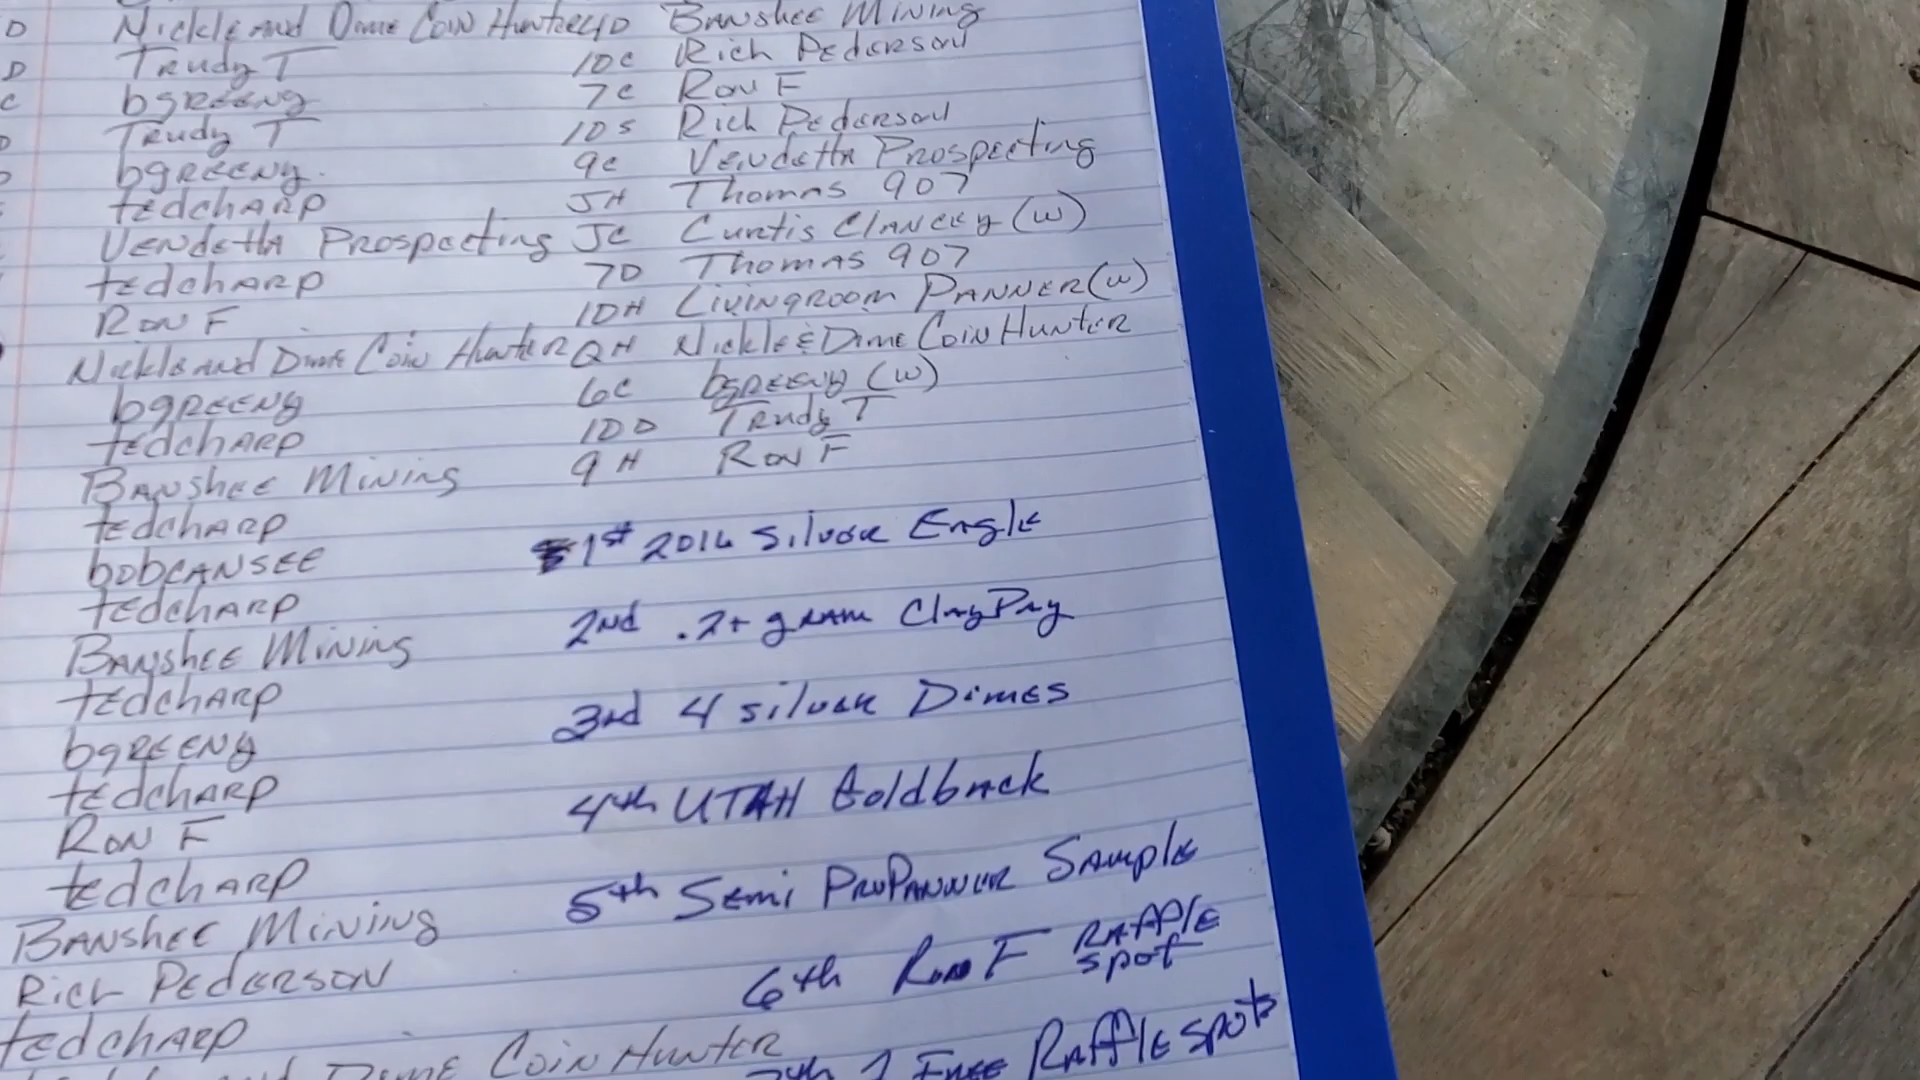 D Nickle and Dime Coin Hunter JD Banshee Mining
D Trudy T 10C Rich Pederson
C bgreeny 7C Ron F
D Trudy T 10S Rich Pederson
bgreeny. 9C Vendetta Prospecting
tedcharp JH Thomas 907
Vendetta Prospecting JC Curtis Clancey (W)
tedcharp 7D Thomas 907
Ron F 10H Livingroom Panner (W)
Nickle and Dime Coin Hunter QH Nickle & Dime Coin Hunter
bgreeny 6C bgreeny (W)
tedcharp 10D Trudy T
Banshee Mining 9H Ron F
tedcharp
1st 2016 Silver Eagle
bobcansee
tedcharp
2nd .2+ gram Clay Pay
Banshee Mining
tedcharp
3rd 4 silver Dimes
bgreeny
tedcharp
4th UTAH Goldback
Ron F
tedcharp
5th Semi ProPanner Sample
Banshee Mining
6th Ron F Raffle spot
Rich Pederson
tedcharp
Dime Coin Hunter
Free Raffle spots